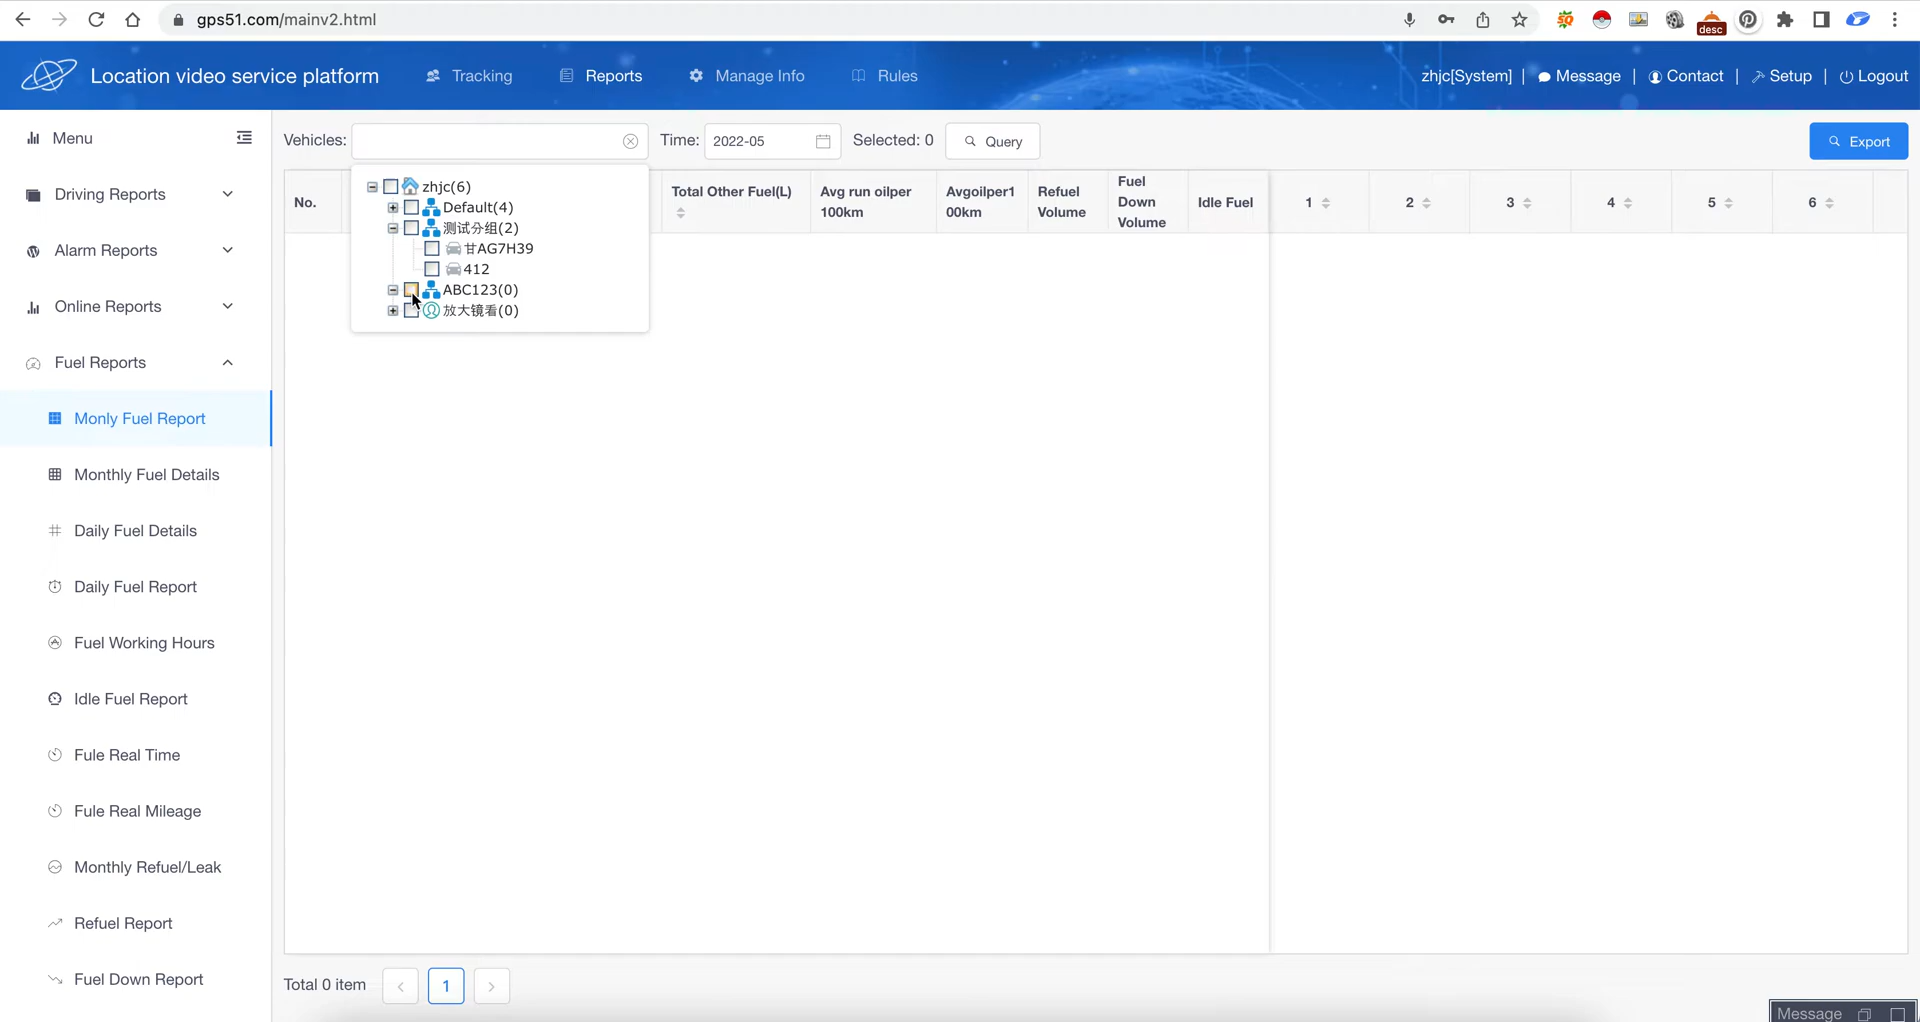 gps51.com/mainv2.html
desc
Location video service platform
Tracking
Reports
Manage Info
Rules
zhjc[System] | Message | Contact | Setup | Logout
Menu
Driving Reports
Alarm Reports
Online Reports
Fuel Reports
Monly Fuel Report
Monthly Fuel Details
Daily Fuel Details
Daily Fuel Report
Fuel Working Hours
Idle Fuel Report
Fule Real Time
Fule Real Mileage
Monthly Refuel/Leak
Refuel Report
Fuel Down Report
Vehicles:
Time: 2022-05
Selected: 0
Query
Export
zhjc(6)
Default(4)
测试分组(2)
甘AG7H39
412
ABC123(0)
放大镜看(0)
No.
Total Other Fuel(L)
Avg run oilper
100km
Avgoilper1
00km
Refuel
Volume
Fuel
Down
Volume
Idle Fuel
1
2
3
4
5
6
Total 0 item
1
Message